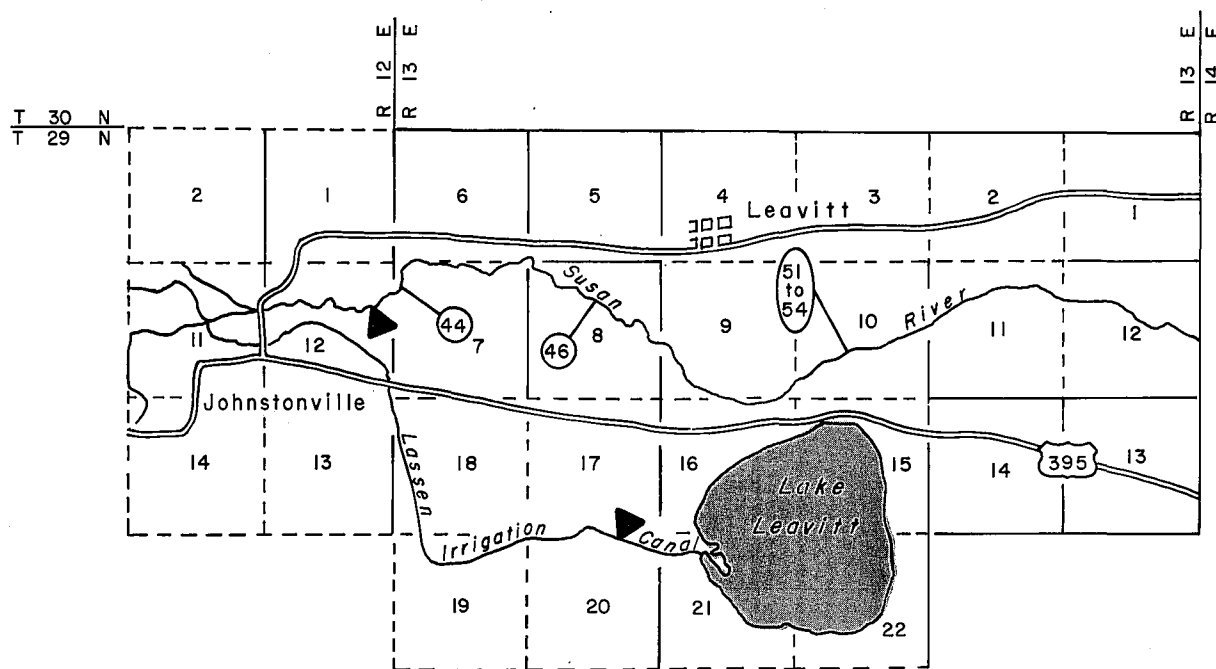 R 12 E
R 13 E
R 13 E
R 14 E
T 30 N
T 29 N
2
1
6
5
4
3
2
1
Leavitt
11
12
44
7
Susan
46
8
9
51
to
54
10
River
11
12
Johnstonville
14
13
Lassen
18
17
16
Lake
Leavitt
15
14
395
13
Irrigation
Canal
19
20
21
22